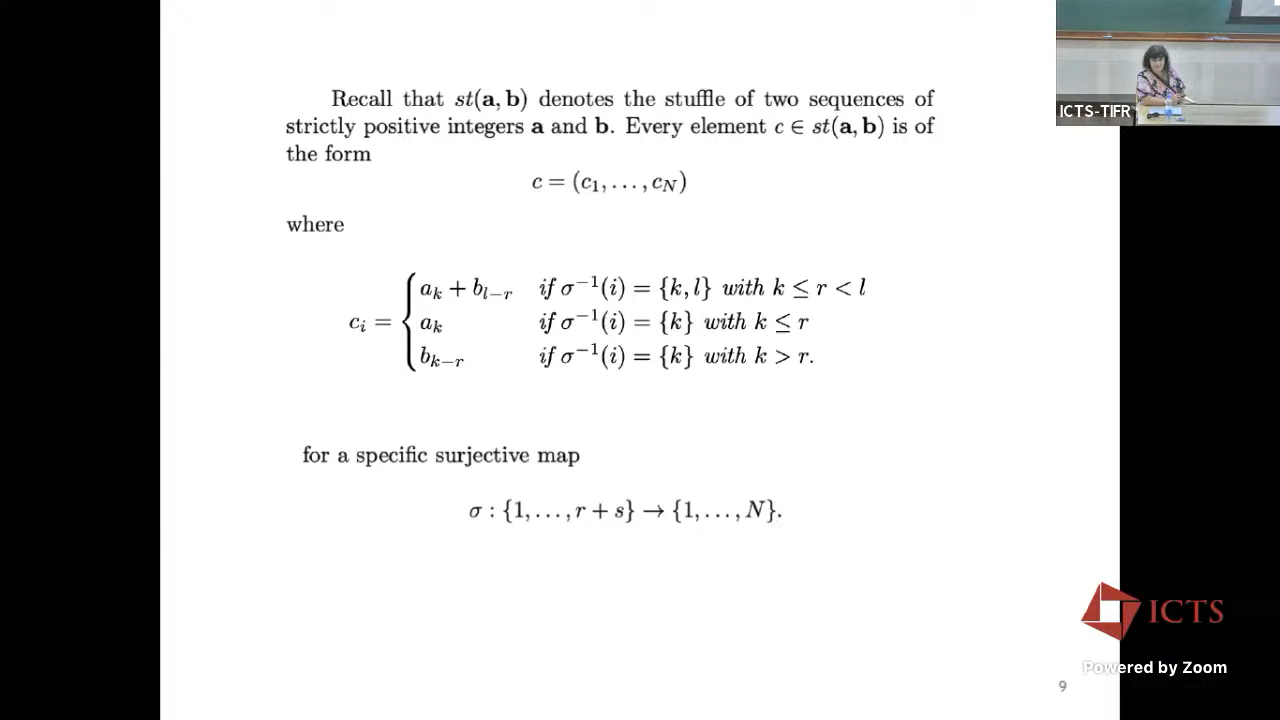 Recall that st(a, b) denotes the stuffle of two sequences of
strictly positive integers a and b. Every element c ∈ st(a, b) is of
the form
c = (c₁, . . . , c_N)
where
c_i = { a_k + b_{l−r} if σ⁻¹(i) = {k, l} with k ≤ r < l
a_k if σ⁻¹(i) = {k} with k ≤ r
b_{k−r} if σ⁻¹(i) = {k} with k > r.
for a specific surjective map
σ : {1, . . . , r + s} → {1, . . . , N}.
ICTS-TIFR
ICTS
Powered by Zoom
9